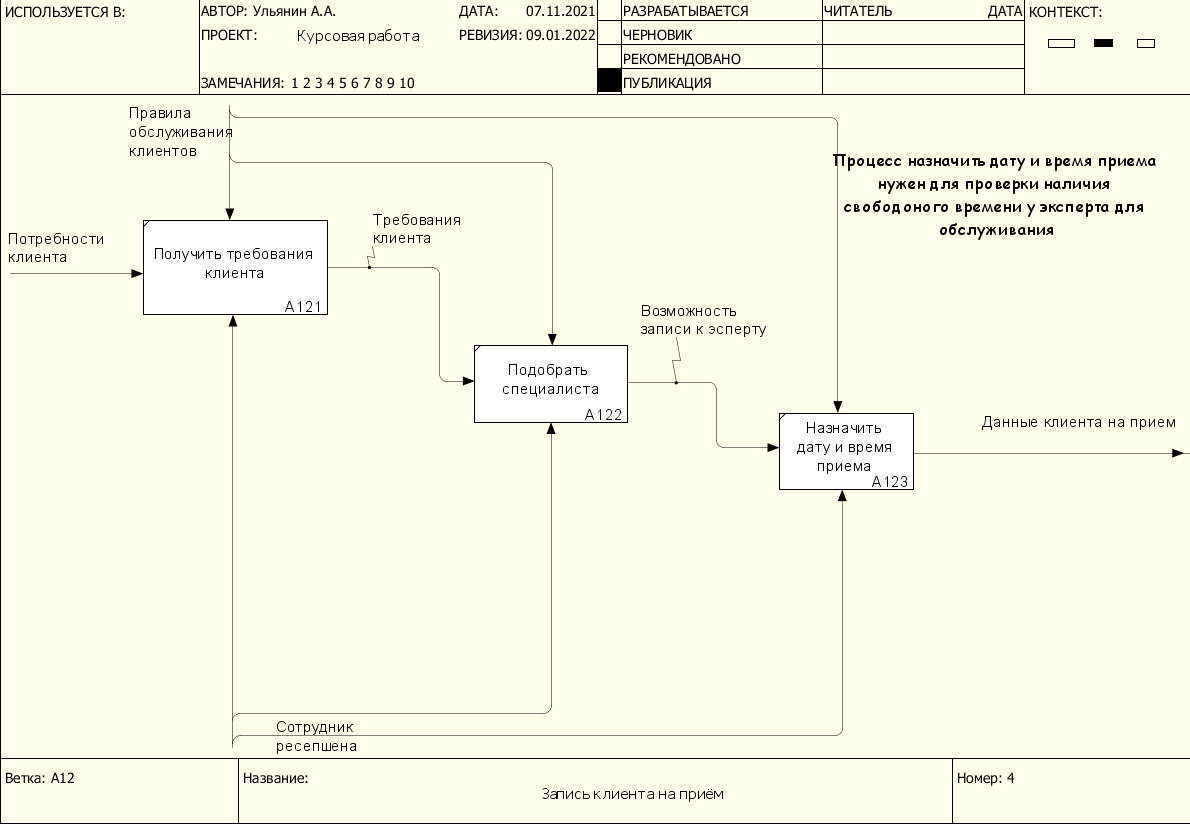 ИСПОЛЬЗУЕТСЯ В:
АВТОР: Ульянин А.А.
ДАТА: 07.11.2021
ПРОЕКТ: Курсовая работа
РЕВИЗИЯ: 09.01.2022
ЗАМЕЧАНИЯ: 1 2 3 4 5 6 7 8 9 10
РАЗРАБАТЫВАЕТСЯ
ЧЕРНОВИК
РЕКОМЕНДОВАНО
ПУБЛИКАЦИЯ
ЧИТАТЕЛЬ
ДАТА
КОНТЕКСТ:
Правила
обслуживания
клиентов
Процесс назначить дату и время приема
нужен для проверки наличия
свободоного времени у эксперта для
обслуживания
Потребности
клиента
Получить требования
клиента
A121
Требования
клиента
Возможность
записи к эсперту
Подобрать
специалиста
A122
Назначить
дату и время
приема
A123
Данные клиента на прием
Сотрудник
ресепшена
Ветка: A12
Название:
Запись клиента на приём
Номер: 4